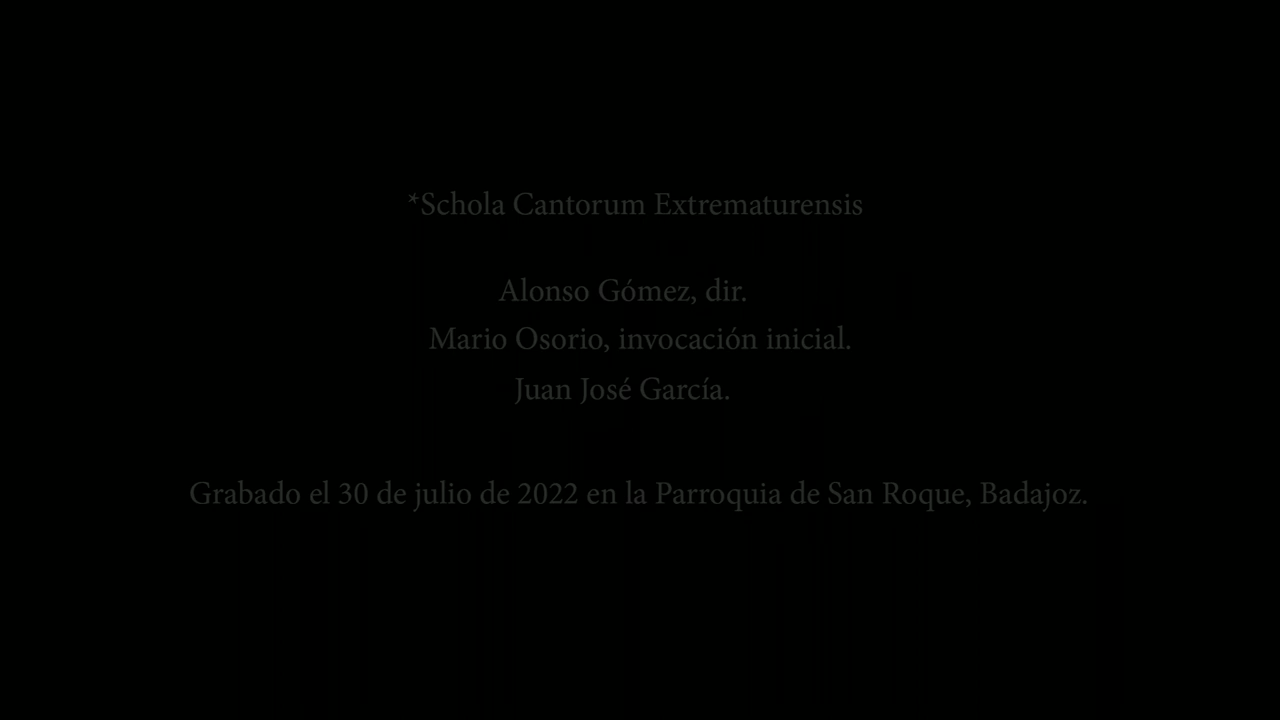 *Schola Cantorum Extrematurensis
Alonso Gómez, dir.
Mario Osorio, invocación inicial.
Juan José García.
Grabado el 30 de julio de 2022 en la Parroquia de San Roque, Badajoz.